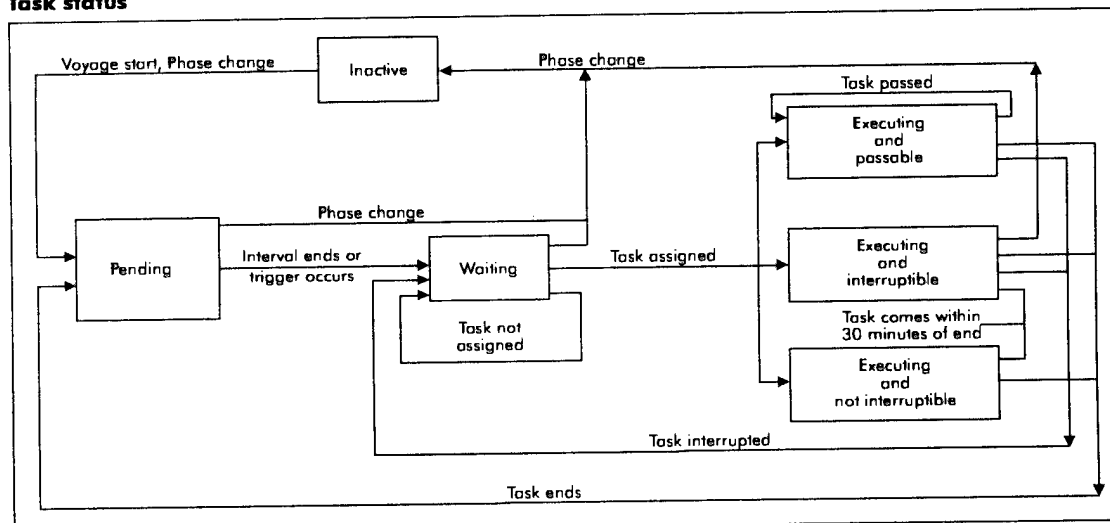 Task status
Voyage start, Phase change
Inactive
Phase change
Task passed
Executing
and
passable
Phase change
Pending
Interval ends or
trigger occurs
Waiting
Task assigned
Executing
and
interruptible
Task not
assigned
Task comes within
30 minutes of end
Executing
and
not interruptible
Task interrupted
Task ends